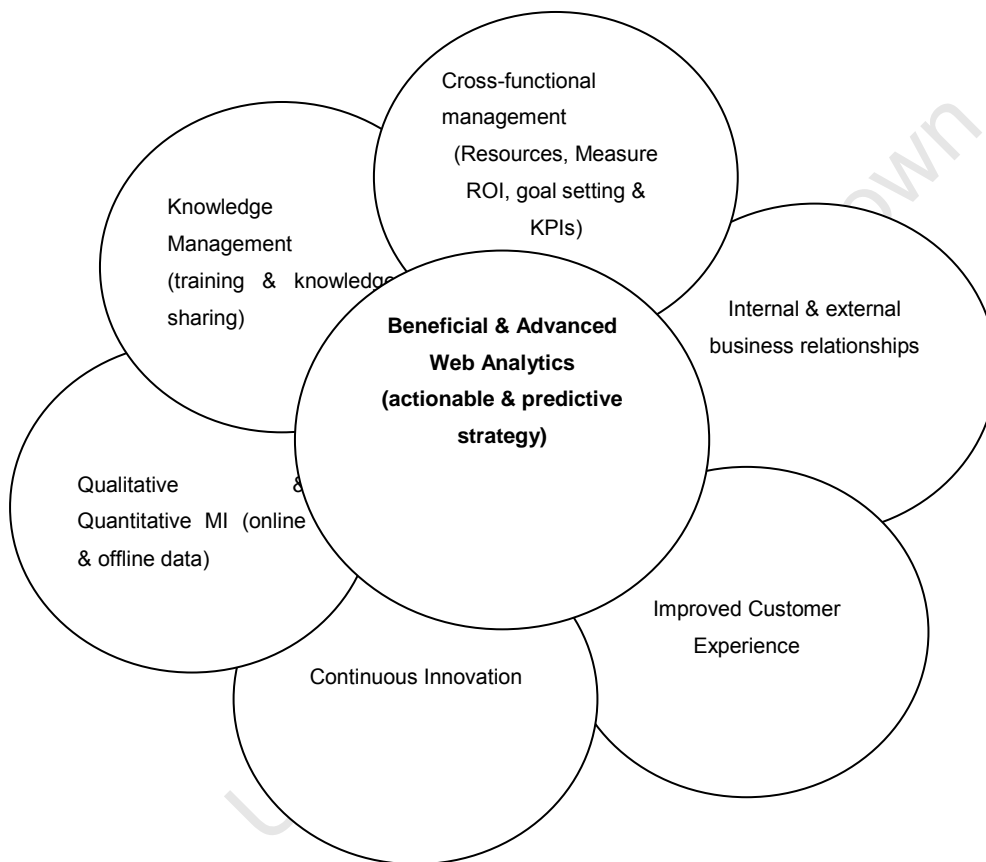 Cross-functional
management
(Resources, Measure
ROI, goal setting &
KPIs)
Knowledge
Management
(training & knowledge
sharing)
Internal & external
business relationships
Beneficial & Advanced
Web Analytics
(actionable & predictive
strategy)
Qualitative &
Quantitative MI (online
& offline data)
Improved Customer
Experience
Continuous Innovation